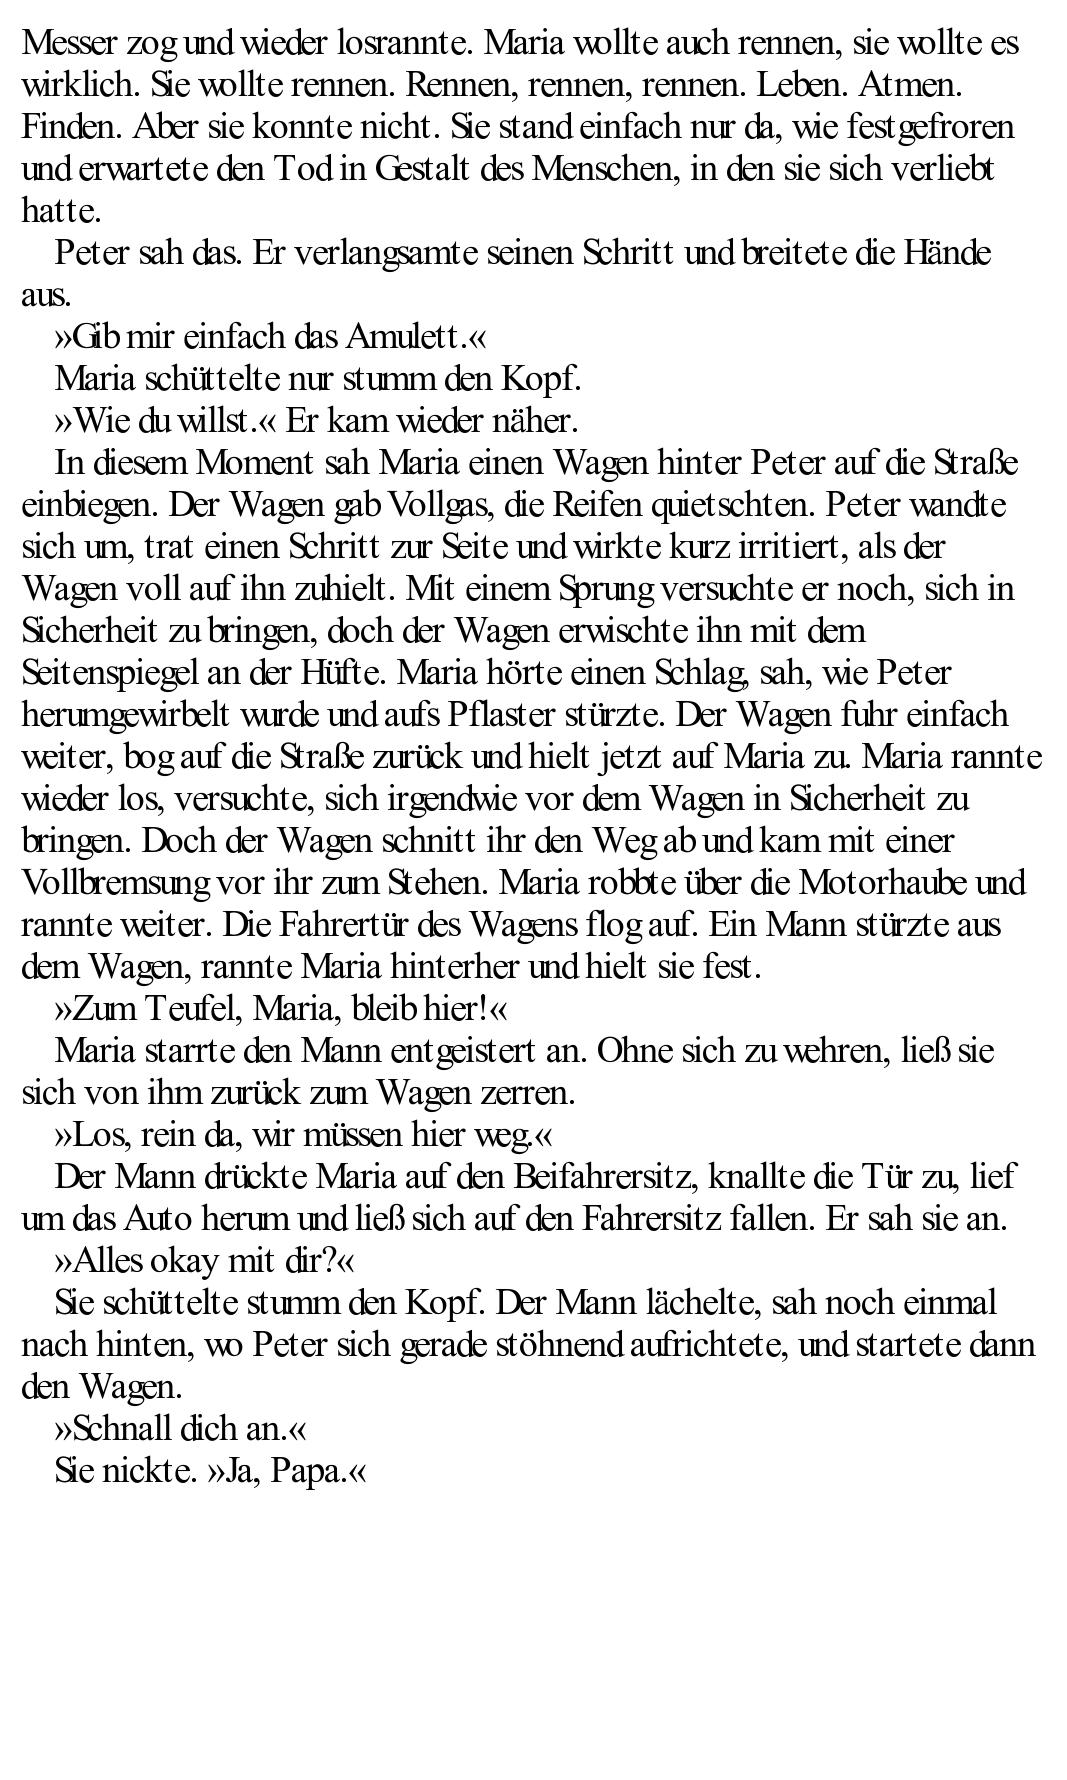 Messer zog und wieder losrannte. Maria wollte auch rennen, sie wollte es
wirklich. Sie wollte rennen. Rennen, rennen, rennen. Leben. Atmen.
Finden. Aber sie konnte nicht. Sie stand einfach nur da, wie festgefroren
und erwartete den Tod in Gestalt des Menschen, in den sie sich verliebt
hatte.
Peter sah das. Er verlangsamte seinen Schritt und breitete die Hände
aus.
»Gib mir einfach das Amulett.«
Maria schüttelte nur stumm den Kopf.
»Wie du willst.« Er kam wieder näher.
In diesem Moment sah Maria einen Wagen hinter Peter auf die Straße
einbiegen. Der Wagen gab Vollgas, die Reifen quietschten. Peter wandte
sich um, trat einen Schritt zur Seite und wirkte kurz irritiert, als der
Wagen voll auf ihn zuhielt. Mit einem Sprung versuchte er noch, sich in
Sicherheit zu bringen, doch der Wagen erwischte ihn mit dem
Seitenspiegel an der Hüfte. Maria hörte einen Schlag, sah, wie Peter
herumgewirbelt wurde und aufs Pflaster stürzte. Der Wagen fuhr einfach
weiter, bog auf die Straße zurück und hielt jetzt auf Maria zu. Maria rannte
wieder los, versuchte, sich irgendwie vor dem Wagen in Sicherheit zu
bringen. Doch der Wagen schnitt ihr den Weg ab und kam mit einer
Vollbremsung vor ihr zum Stehen. Maria robbte über die Motorhaube und
rannte weiter. Die Fahrertür des Wagens flog auf. Ein Mann stürzte aus
dem Wagen, rannte Maria hinterher und hielt sie fest.
»Zum Teufel, Maria, bleib hier!«
Maria starrte den Mann entgeistert an. Ohne sich zu wehren, ließ sie
sich von ihm zurück zum Wagen zerren.
»Los, rein da, wir müssen hier weg.«
Der Mann drückte Maria auf den Beifahrersitz, knallte die Tür zu, lief
um das Auto herum und ließ sich auf den Fahrersitz fallen. Er sah sie an.
»Alles okay mit dir?«
Sie schüttelte stumm den Kopf. Der Mann lächelte, sah noch einmal
nach hinten, wo Peter sich gerade stöhnend aufrichtete, und startete dann
den Wagen.
»Schnall dich an.«
Sie nickte. »Ja, Papa.«